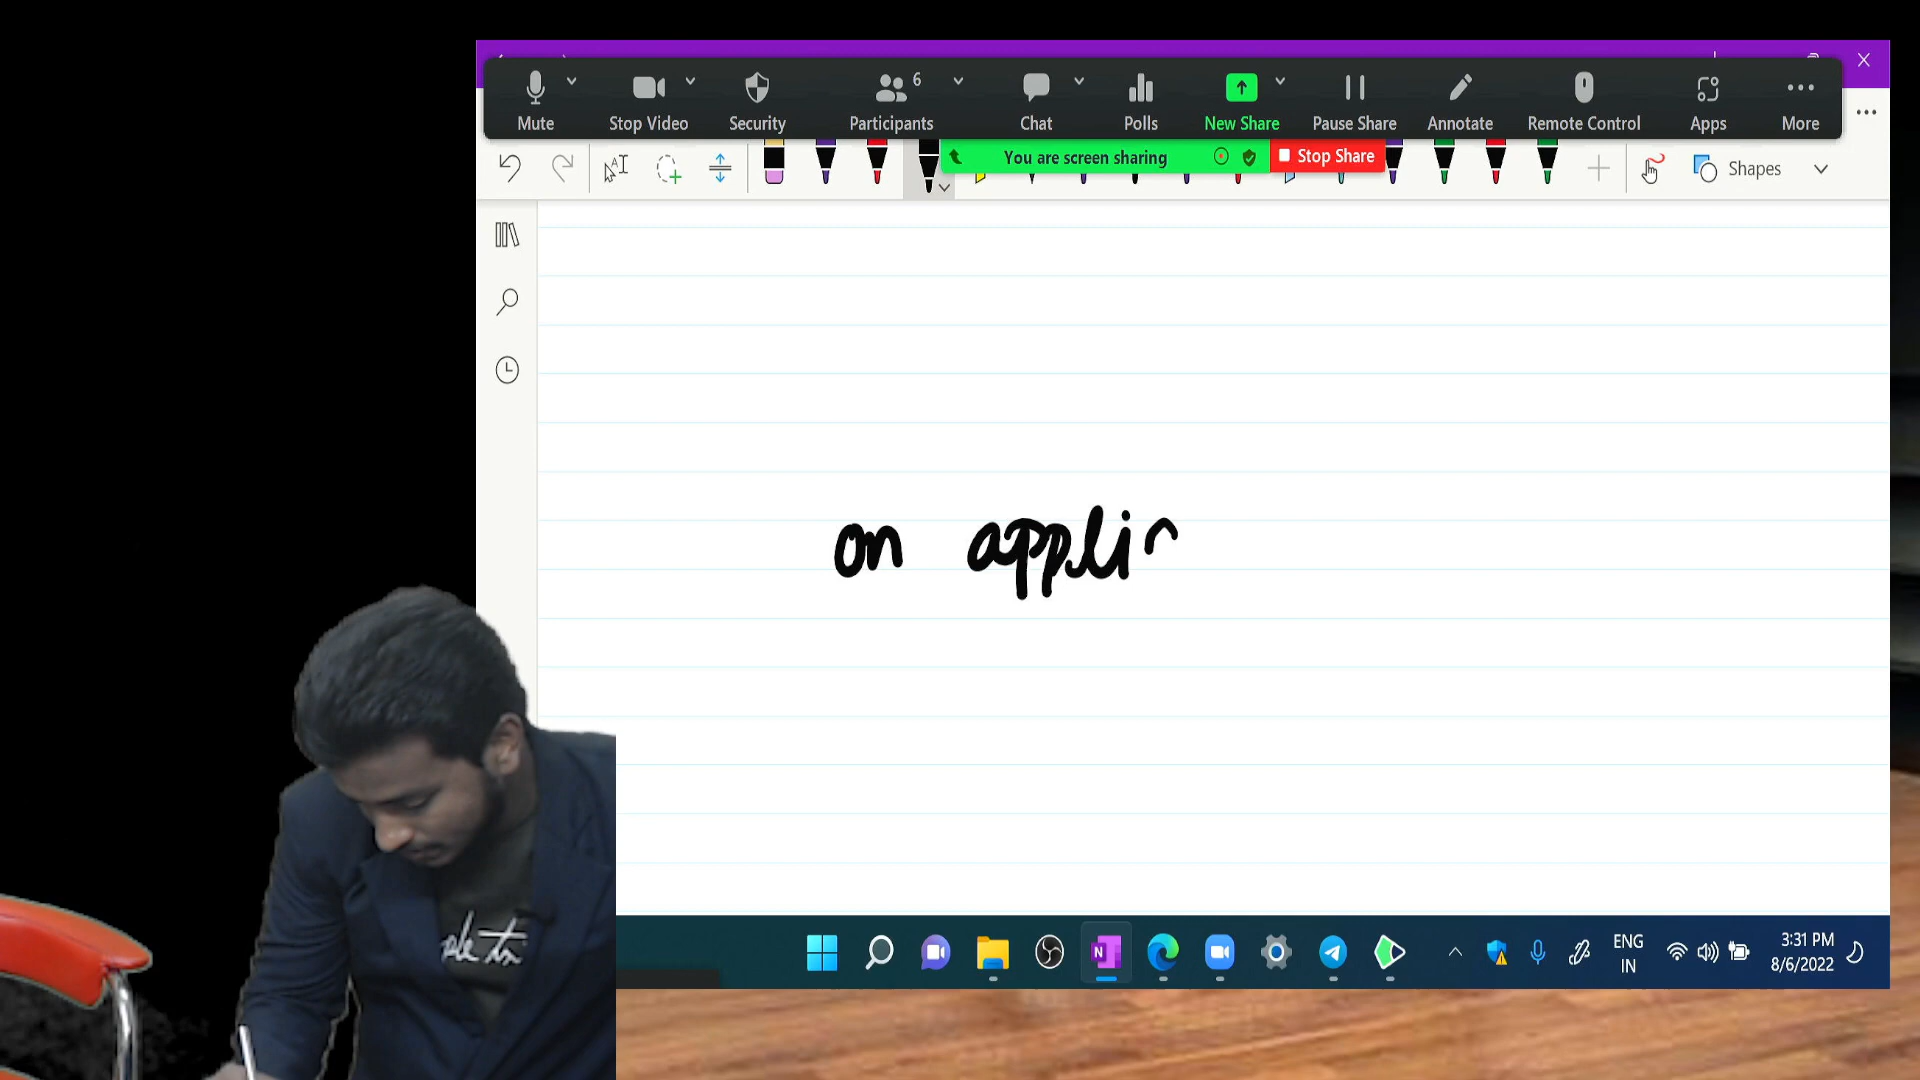 Mute
Stop Video
Security
Participants
6
Chat
Polls
New Share
Pause Share
Annotate
Remote Control
Apps
More
You are screen sharing
Stop Share
Shapes
on appli
ENG
IN
3:31 PM
8/6/2022